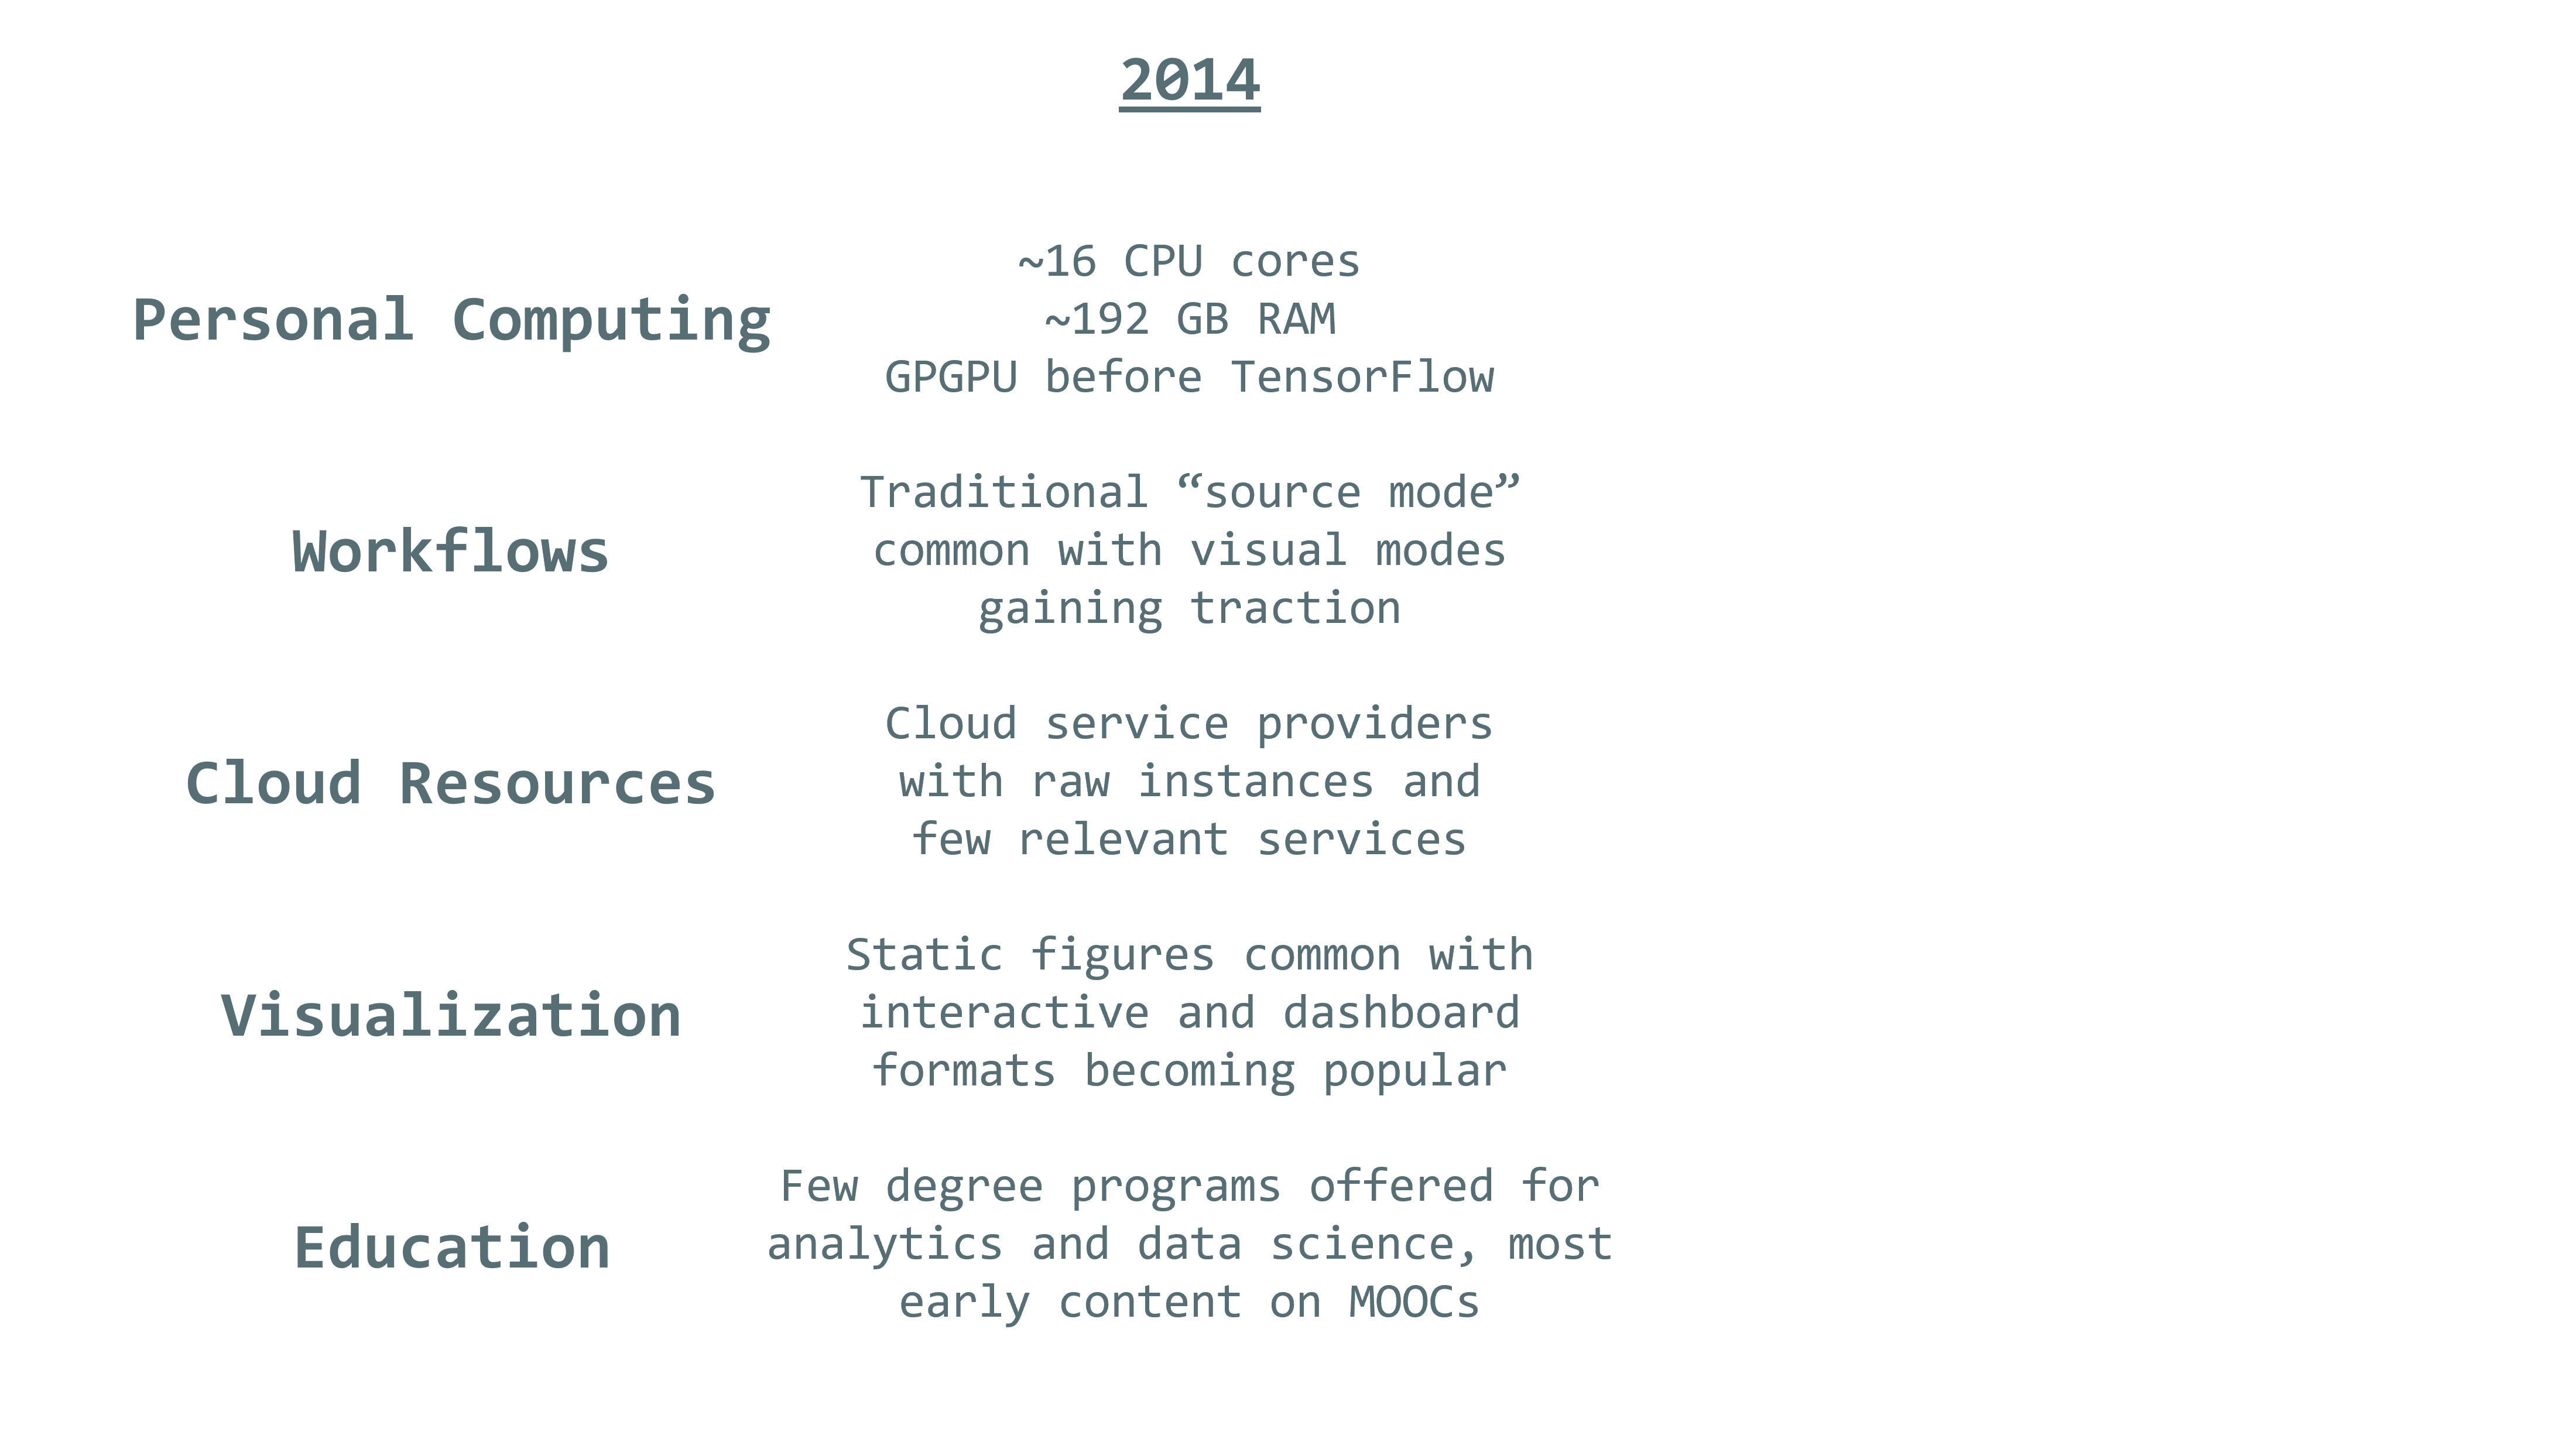 2014
Personal Computing
~16 CPU cores
~192 GB RAM
GPGPU before TensorFlow
Workflows
Traditional “source mode”
common with visual modes
gaining traction
Cloud Resources
Cloud service providers
with raw instances and
few relevant services
Visualization
Static figures common with
interactive and dashboard
formats becoming popular
Education
Few degree programs offered for
analytics and data science, most
early content on MOOCs